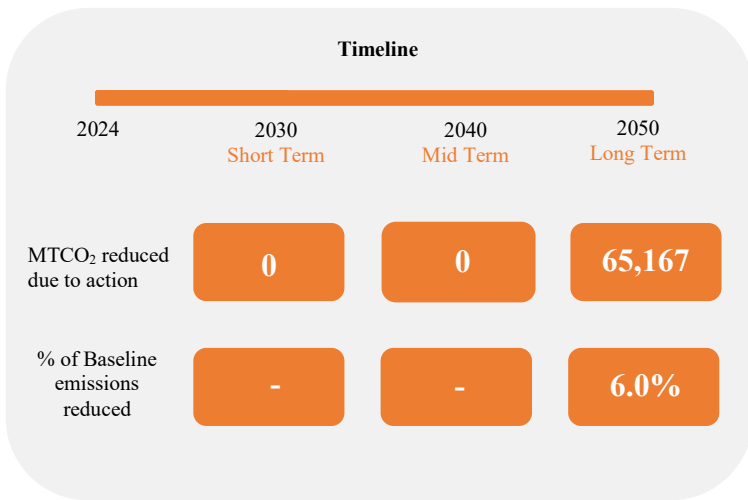 Timeline
2024 2030 2040 2050
Short Term Mid Term Long Term
MTCO₂ reduced
due to action
0 0 65,167
% of Baseline
emissions
reduced
- - 6.0%